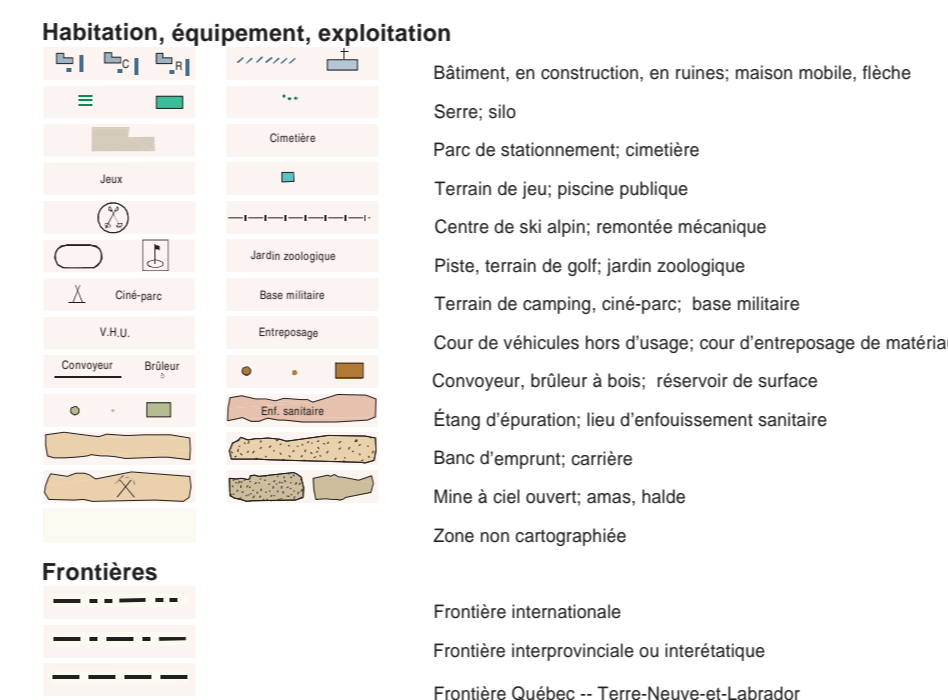 Habitation, équipement, exploitation
C R Bâtiment, en construction, en ruines; maison mobile, flèche
Serre; silo
Cimetière Parc de stationnement; cimetière
Jeux Terrain de jeu; piscine publique
Centre de ski alpin; remontée mécanique
Jardin zoologique Piste, terrain de golf; jardin zoologique
Ciné-parc Base militaire Terrain de camping, ciné-parc; base militaire
V.H.U. Entreposage Cour de véhicules hors d'usage; cour d'entreposage de
Convoyeur Brûleur Convoyeur, brûleur à bois; réservoir de surface
Enf. sanitaire Étang d'épuration; lieu d'enfouissement sanitaire
Banc d'emprunt; carrière
Mine à ciel ouvert; amas, halde
Zone non cartographiée
Frontières
Frontière internationale
Frontière interprovinciale ou interétatique
Frontière Québec -- Terre-Neuve-et-Labrador